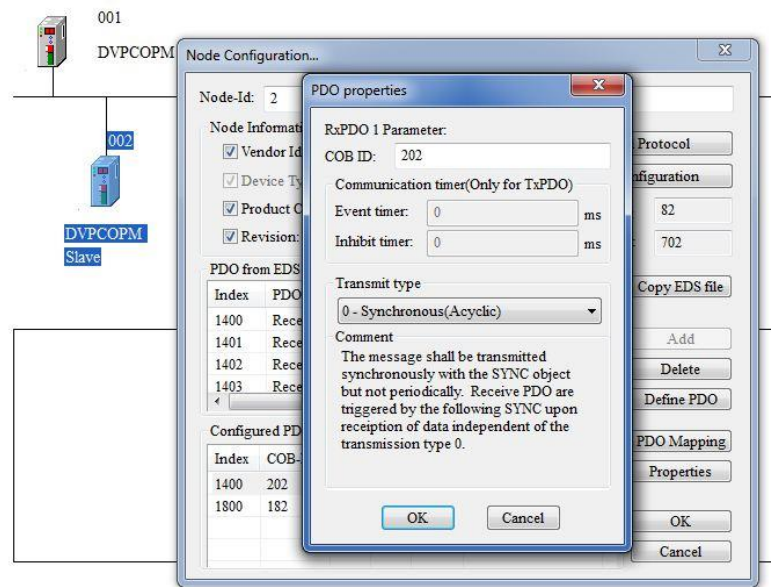 001
DVPCOPM
002
DVPCOPM
Slave
Node Configuration...
Node-Id: 2
Vendor Id
Product C
Revision:
Protocol
82
702
PDO from EDS
Index PDO
1400 Rece
1401 Rece
1402 Rece
1403 Rece
Copy EDS file
Add
Delete
Define PDO
PDO Mapping
Properties
OK
Cancel
Configured PD
Index COB-
1400 202
1800 182
PDO properties
RxPDO 1 Parameter:
COB ID: 202
Communication timer(Only for TxPDO)
Event timer: 0 ms
Inhibit timer: 0 ms
Transmit type
0 - Synchronous(Acyclic)
Comment
The message shall be transmitted
synchronously with the SYNC object
but not periodically. Receive PDO are
triggered by the following SYNC upon
receiption of data independent of the
transmission type 0.
OK Cancel